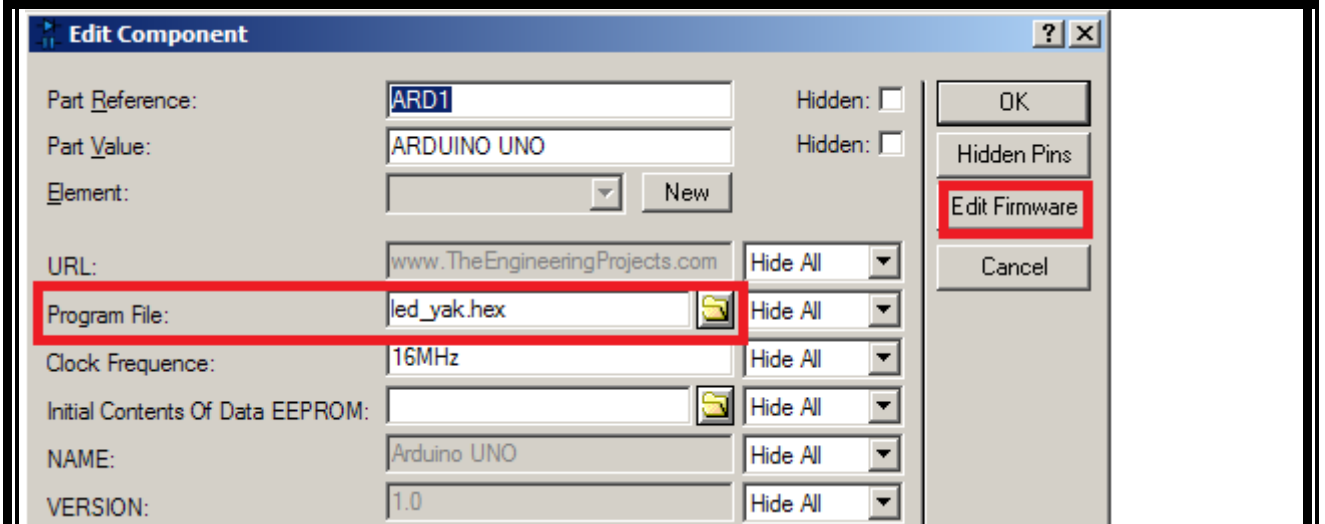 Edit Component
Part Reference: ARD1 Hidden: OK
Part Value: ARDUINO UNO Hidden: Hidden Pins
Element: New Edit Firmware
URL: www.TheEngineeringProjects.com Hide All Cancel
Program File: led_yak.hex Hide All
Clock Frequence: 16MHz Hide All
Initial Contents Of Data EEPROM: Hide All
NAME: Arduino UNO Hide All
VERSION: 1.0 Hide All